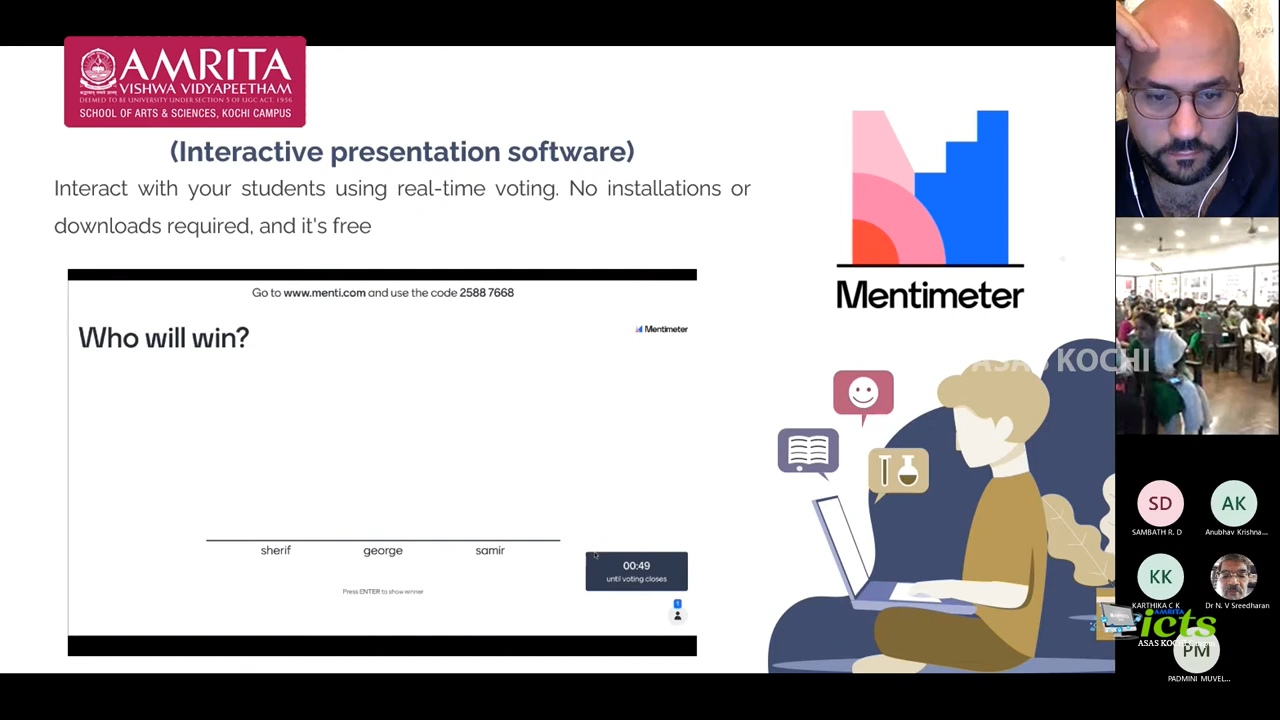 AMRITA
VISHWA VIDYAPEETHAM
DEEMED TO BE UNIVERSITY UNDER SECTION 3 OF UGC ACT, 1956
SCHOOL OF ARTS & SCIENCES, KOCHI CAMPUS
(Interactive presentation software)
Interact with your students using real-time voting. No installations or
downloads required, and it's free
Go to www.menti.com and use the code 2588 7668
Who will win?
Mentimeter
sherif
george
samir
00:49
until voting closes
Press ENTER to show winner
1
Mentimeter
ASAS KOCHI
SD
SAMBATH R. D
AK
Anubhav Krishna...
KK
KARTHIKA C K
Dr N. V Sreedharan
AMRITA
icts
ASAS KOCHI
PM
PADMINI MUVEL...